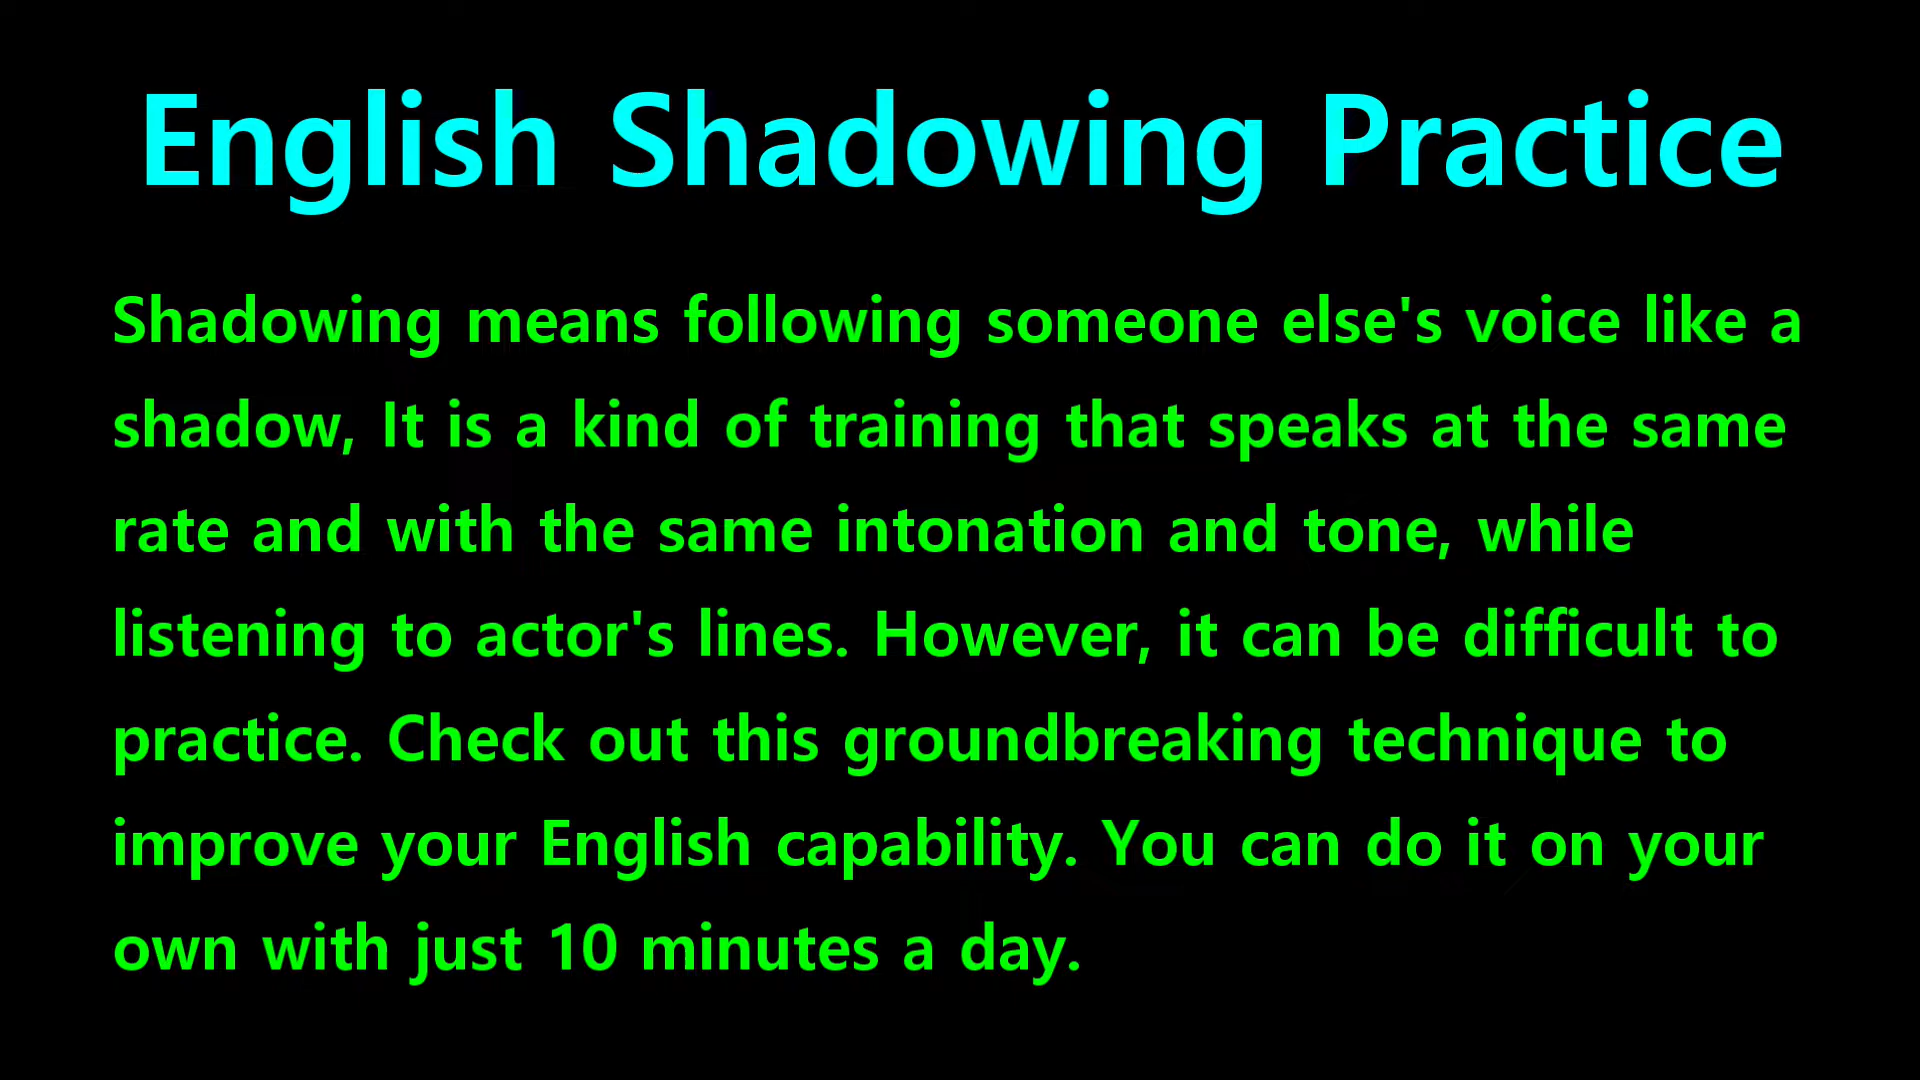 English Shadowing Practice
Shadowing means following someone else's voice like a
shadow, It is a kind of training that speaks at the same
rate and with the same intonation and tone, while
listening to actor's lines. However, it can be difficult to
practice. Check out this groundbreaking technique to
improve your English capability. You can do it on your
own with just 10 minutes a day.